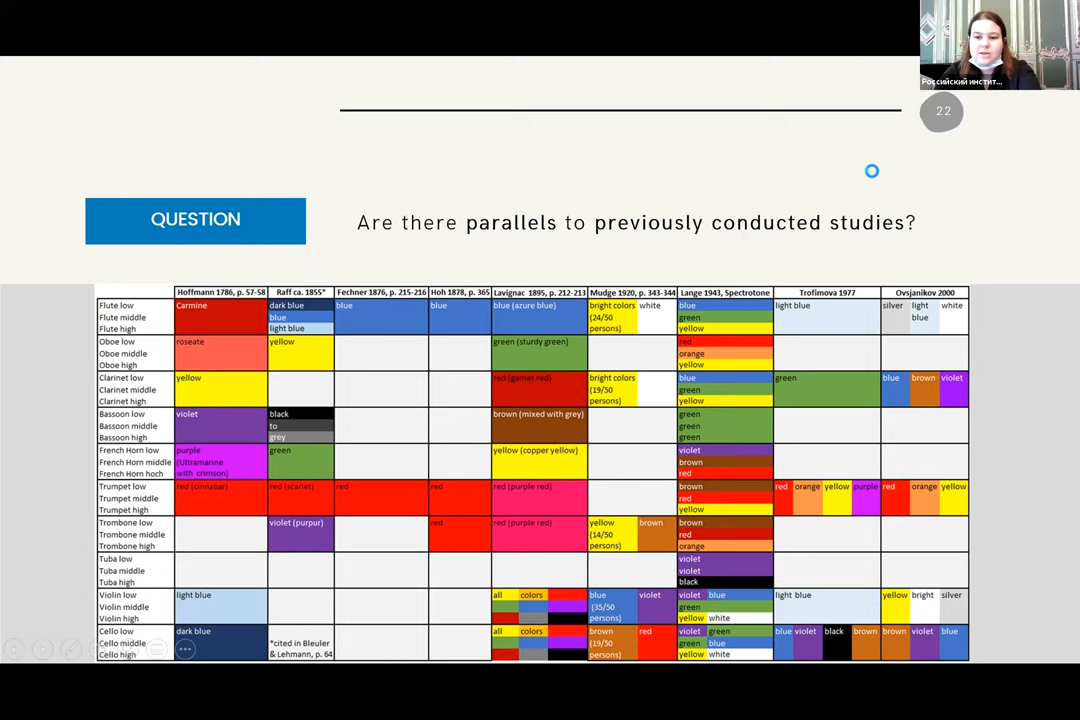 Российский инстит...
22
QUESTION
Are there parallels to previously conducted studies?
Hoffmann 1786, p. 57-58 Raff ca. 1855* Fechner 1876, p. 215-216 Hoh 1878, p. 365 Lavignac 1895, p. 212-213 Mudge 1920, p. 343-344 Lange 1943, Spectrotone Trofimova 1977 Ovsjanikov 2000
Flute low Carmine dark blue blue blue blue (azure blue) bright colors white blue light blue silver light white
Flute middle blue (24/50 green blue
Flute high light blue persons) yellow
Oboe low roseate yellow green (sturdy green) red
Oboe middle orange
Oboe high yellow
Clarinet low yellow red (garnet red) bright colors blue green blue brown violet
Clarinet middle (19/50 green
Clarinet high persons) yellow
Bassoon low violet black brown (mixed with grey) green
Bassoon middle to green
Bassoon high grey green
French Horn low purple green yellow (copper yellow) violet
French Horn middle (Ultramarine brown
French Horn hoch with crimson) red
Trumpet low red (cinnabar) red (scarlet) red red red (purple red) brown red orange yellow purple red orange yellow
Trumpet middle red
Trumpet high yellow
Trombone low violet (purpur) red red (purple red) yellow brown brown
Trombone middle (14/50 red
Trombone high persons) orange
Tuba low violet
Tuba middle violet
Tuba high black
Violin low light blue all colors blue violet violet blue light blue yellow bright silver
Violin middle (35/50 green
Violin high persons) yellow white
Cello low dark blue all colors brown red violet green blue violet black brown brown violet blue
Cello middle *cited in Bleuler (19/50 green blue
Cello high & Lehmann, p. 64 persons) yellow white